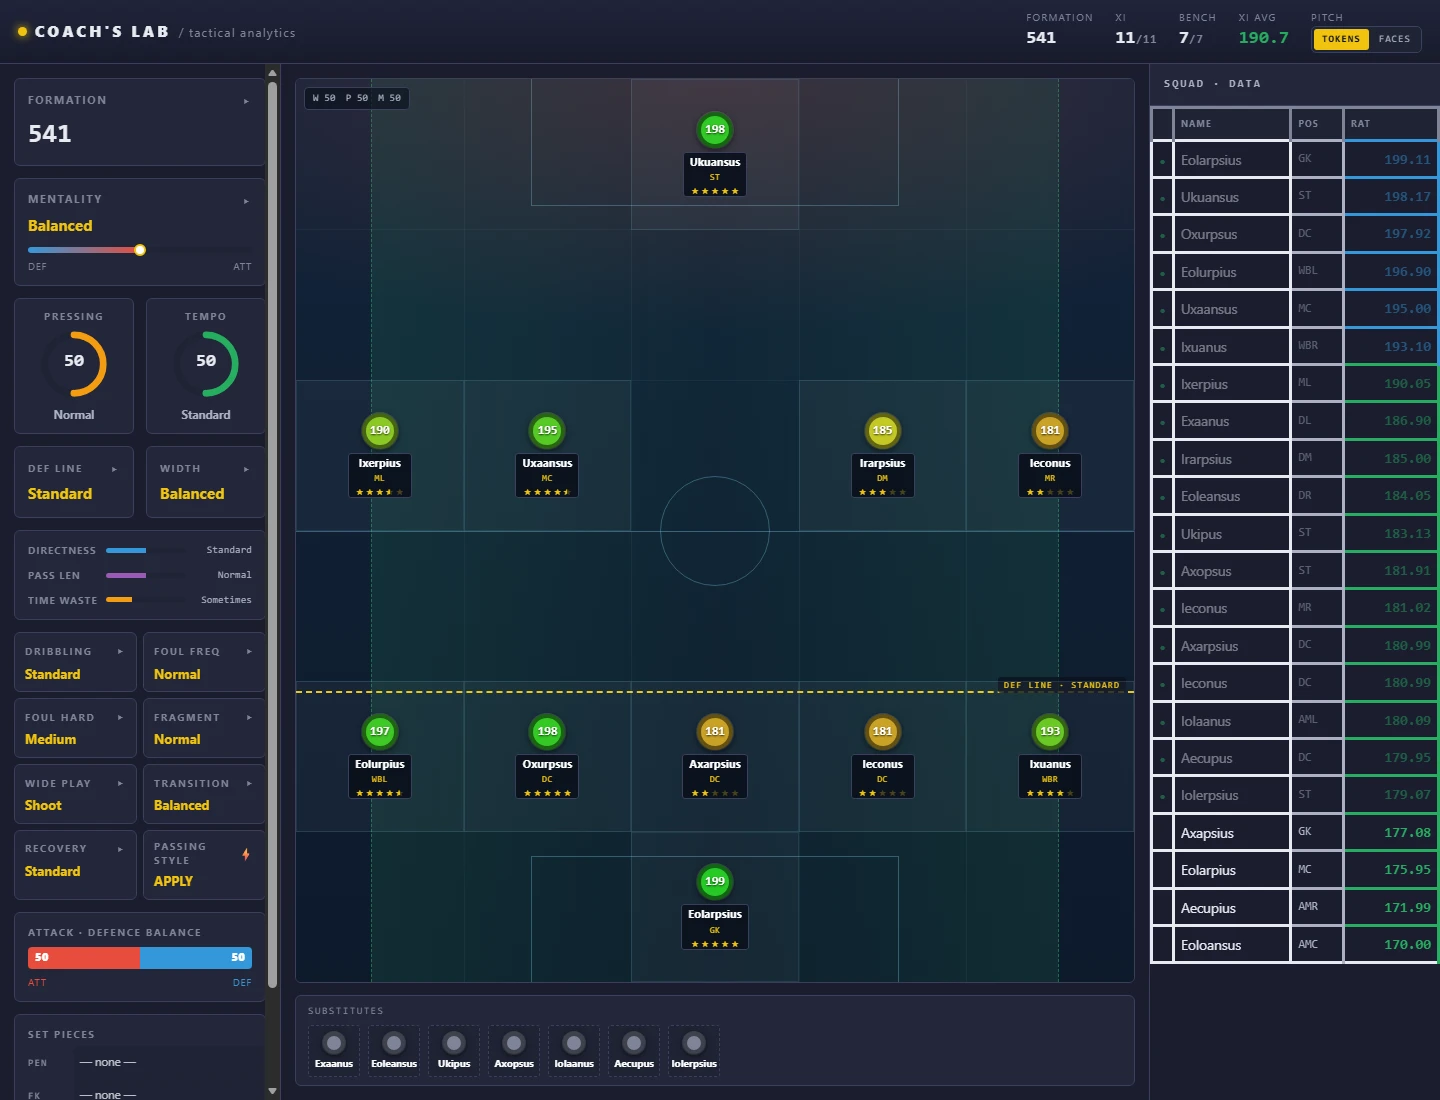 COACH'S LAB / tactical analytics
FORMATION
541
XI
11/11
BENCH
7/7
XI AVG
190.7
PITCH
TOKENS FACES
FORMATION
541
MENTALITY
Balanced
DEF ATT
PRESSING
50
Normal
TEMPO
50
Standard
DEF LINE
Standard
WIDTH
Balanced
DIRECTNESS Standard
PASS LEN Normal
TIME WASTE Sometimes
DRIBBLING
Standard
FOUL FREQ
Normal
FOUL HARD
Medium
FRAGMENT
Normal
WIDE PLAY
Shoot
TRANSITION
Balanced
RECOVERY
Standard
PASSING
STYLE
APPLY
ATTACK · DEFENCE BALANCE
50 50
ATT DEF
SET PIECES
PEN — none —
FK — none —
W 50 P 50 M 50
198
Ukuansus
ST
190
Ixerpius
ML
195
Uxaansus
MC
185
Irarpsius
DM
181
Ieconus
MR
DEF LINE · STANDARD
197
Eolurpius
WBL
198
Oxurpsus
DC
181
Axarpsius
DC
181
Ieconus
DC
193
Ixuanus
WBR
199
Eolarpsius
GK
SUBSTITUTES
Exaanus Eoleansus Ukipus Axopsus Iolaanus Aecupus Iolerpsius
SQUAD · DATA
NAME POS RAT
Eolarpsius GK 199.11
Ukuansus ST 198.17
Oxurpsus DC 197.92
Eolurpius WBL 196.90
Uxaansus MC 195.00
Ixuanus WBR 193.10
Ixerpius ML 190.05
Exaanus DL 186.90
Irarpsius DM 185.00
Eoleansus DR 184.05
Ukipus ST 183.13
Axopsus ST 181.91
Ieconus MR 181.02
Axarpsius DC 180.99
Ieconus DC 180.99
Iolaanus AML 180.09
Aecupus DC 179.95
Iolerpsius ST 179.07
Axapsius GK 177.08
Eolarpius MC 175.95
Aecupius AMR 171.99
Eoloansus AMC 170.00